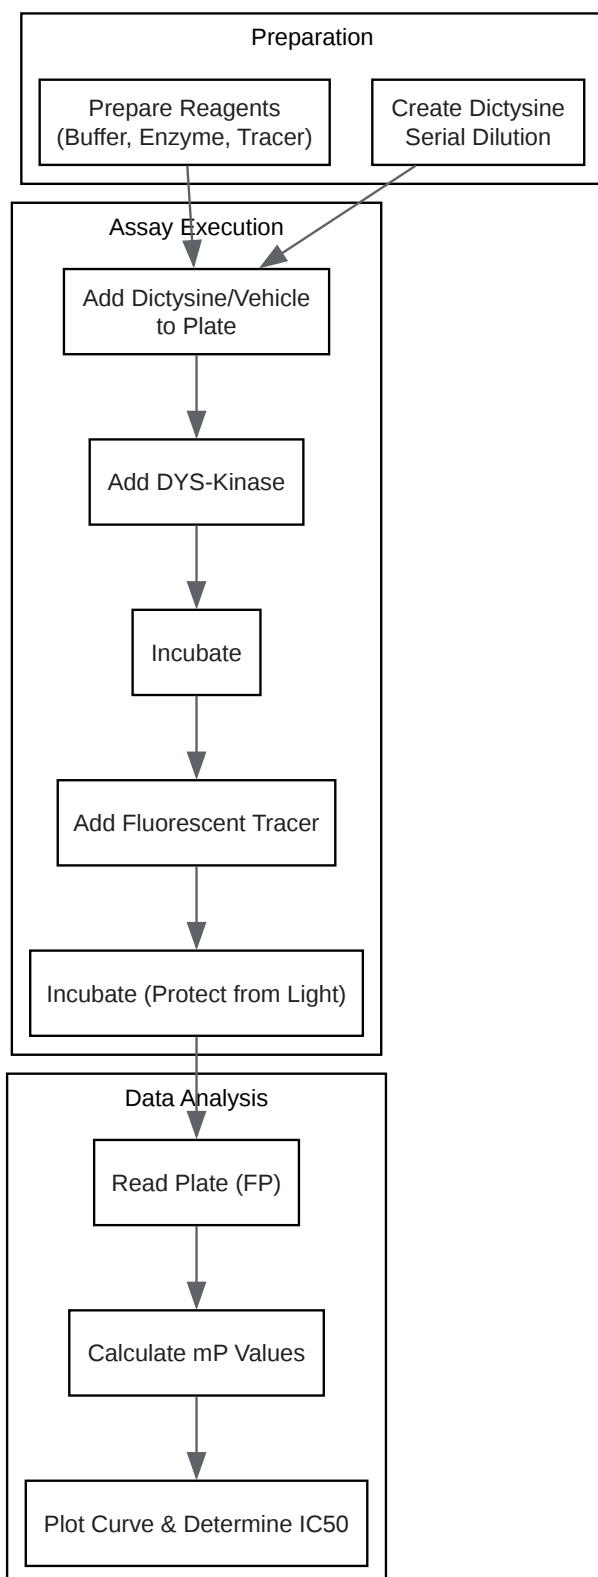 Preparation
Prepare Reagents
(Buffer, Enzyme, Tracer)
Create Dictysine
Serial Dilution
Assay Execution
Add Dictysine/Vehicle
to Plate
Add DYS-Kinase
Incubate
Add Fluorescent Tracer
Incubate (Protect from Light)
Data Analysis
Read Plate (FP)
Calculate mP Values
Plot Curve & Determine IC50